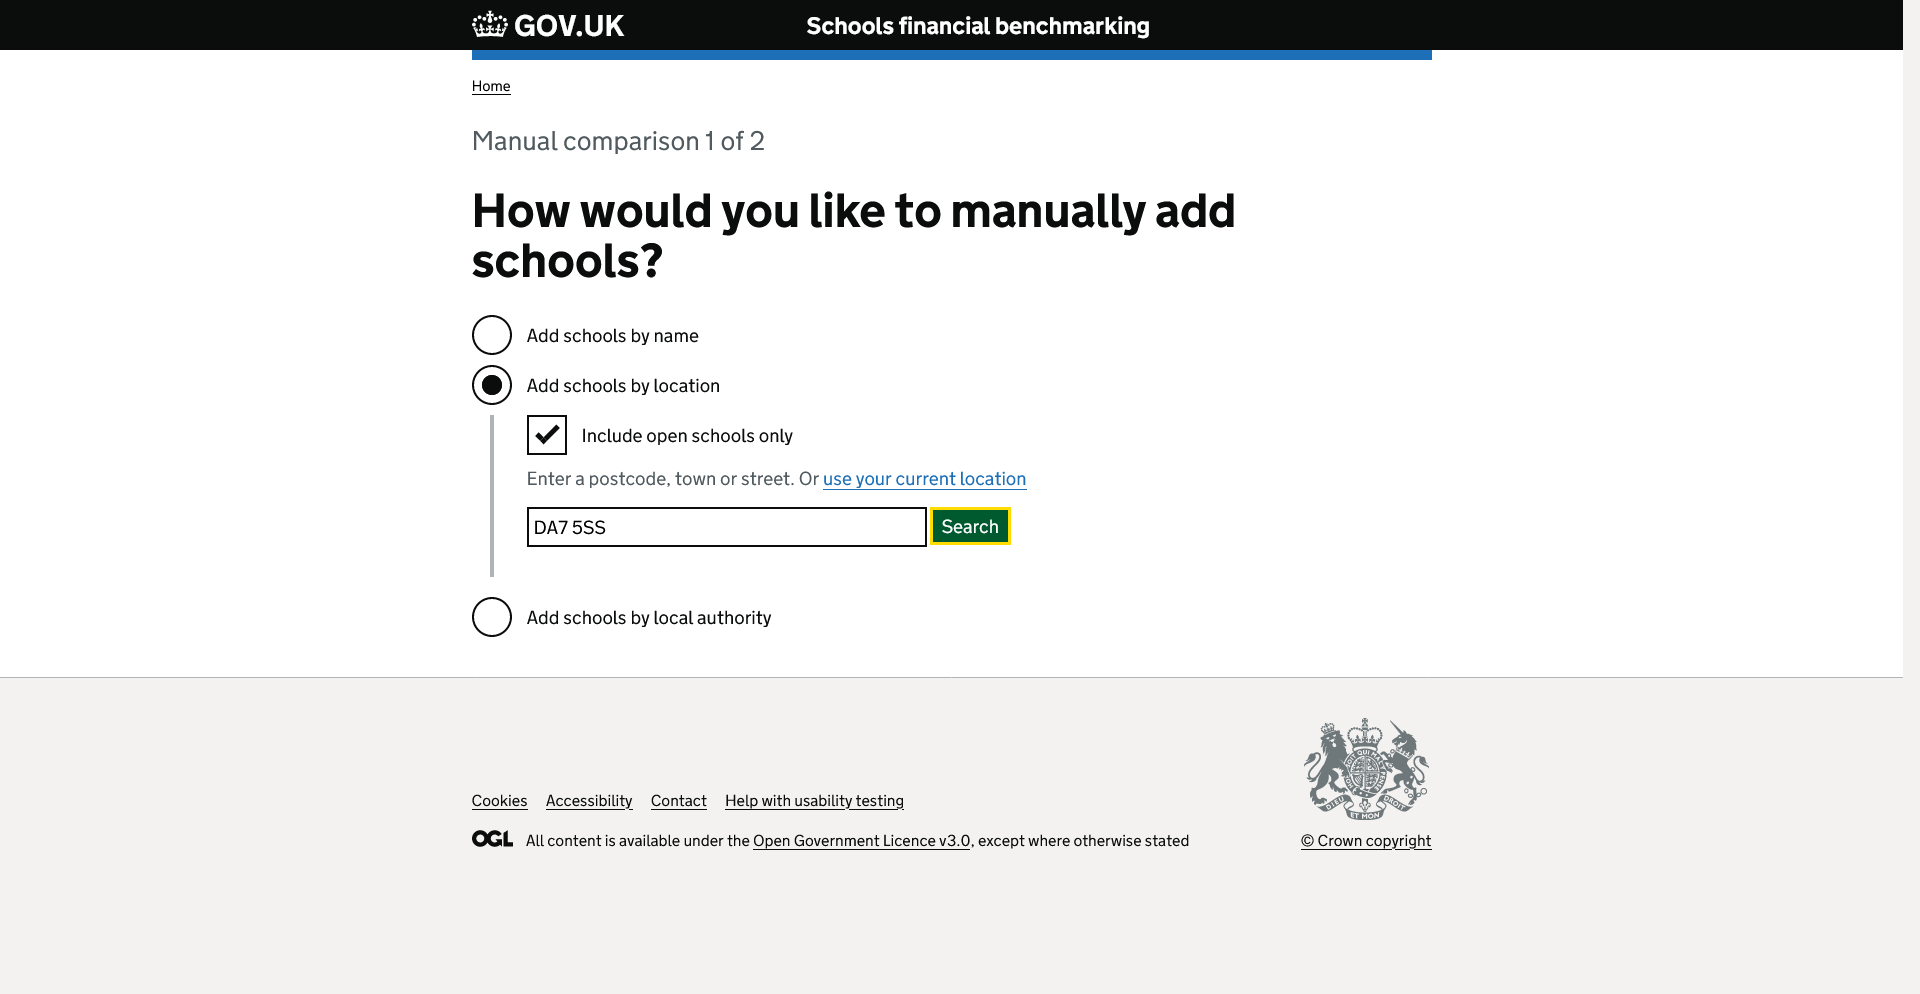 GOV.UK Schools financial benchmarking
Home
Manual comparison 1 of 2
How would you like to manually add
schools?
Add schools by name
Add schools by location
Include open schools only
Enter a postcode, town or street. Or use your current location
DA7 5SS Search
Add schools by local authority
Cookies Accessibility Contact Help with usability testing
OGL All content is available under the Open Government Licence v3.0, except where otherwise stated
© Crown copyright